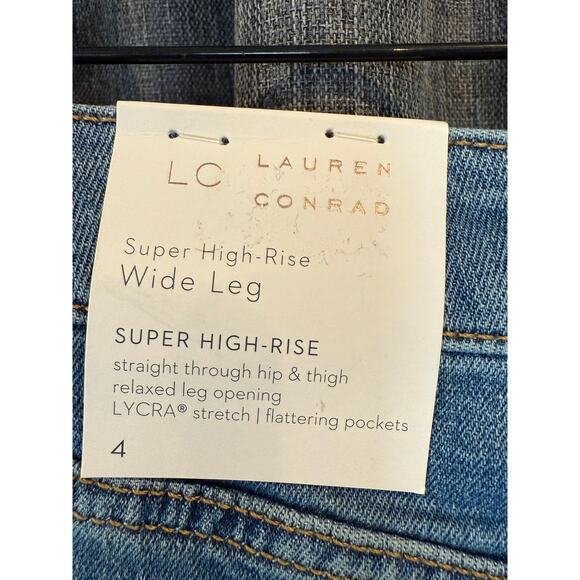 LC LAUREN
CONRAD
Super High-Rise
Wide Leg
SUPER HIGH-RISE
straight through hip & thigh
relaxed leg opening
LYCRA® stretch | flattering pockets
4